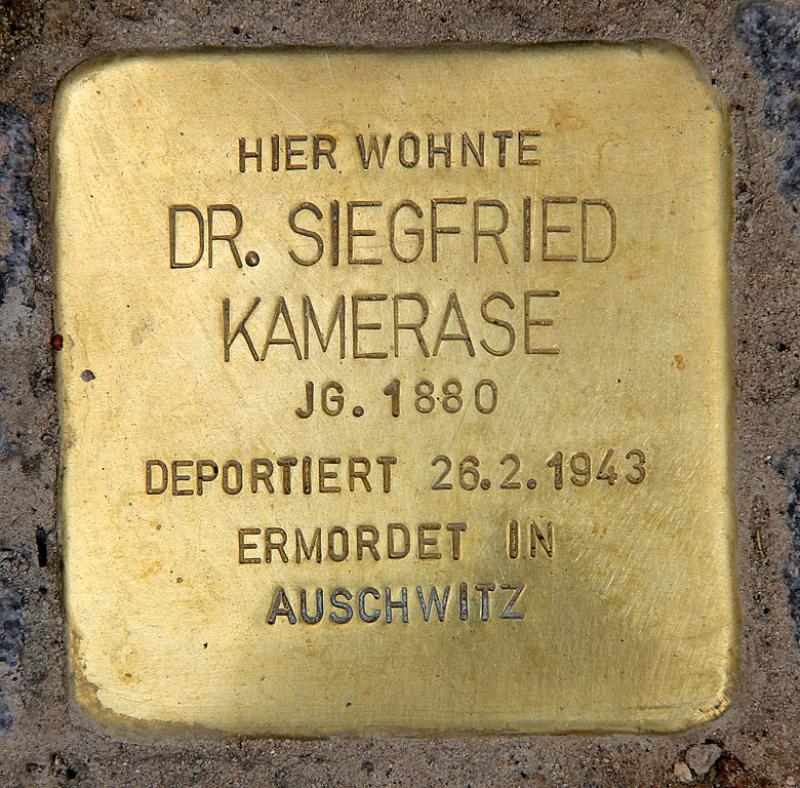 HIER WOHNTE
DR. SIEGFRIED
KAMERASE
JG. 1880
DEPORTIERT 26.2.1943
ERMORDET IN
AUSCHWITZ